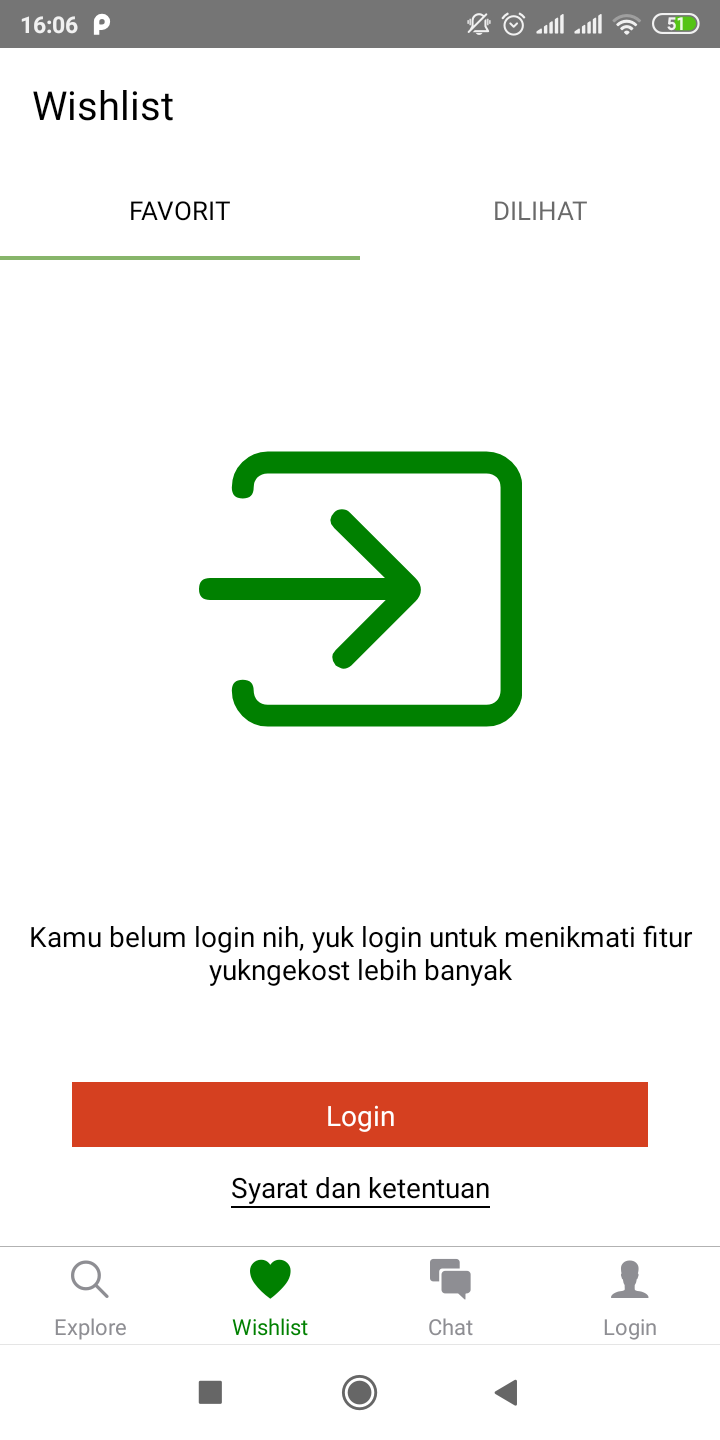 16:06
51
Wishlist
FAVORIT
DILIHAT
Kamu belum login nih, yuk login untuk menikmati fitur
yukngekost lebih banyak
Login
Syarat dan ketentuan
Explore
Wishlist
Chat
Login